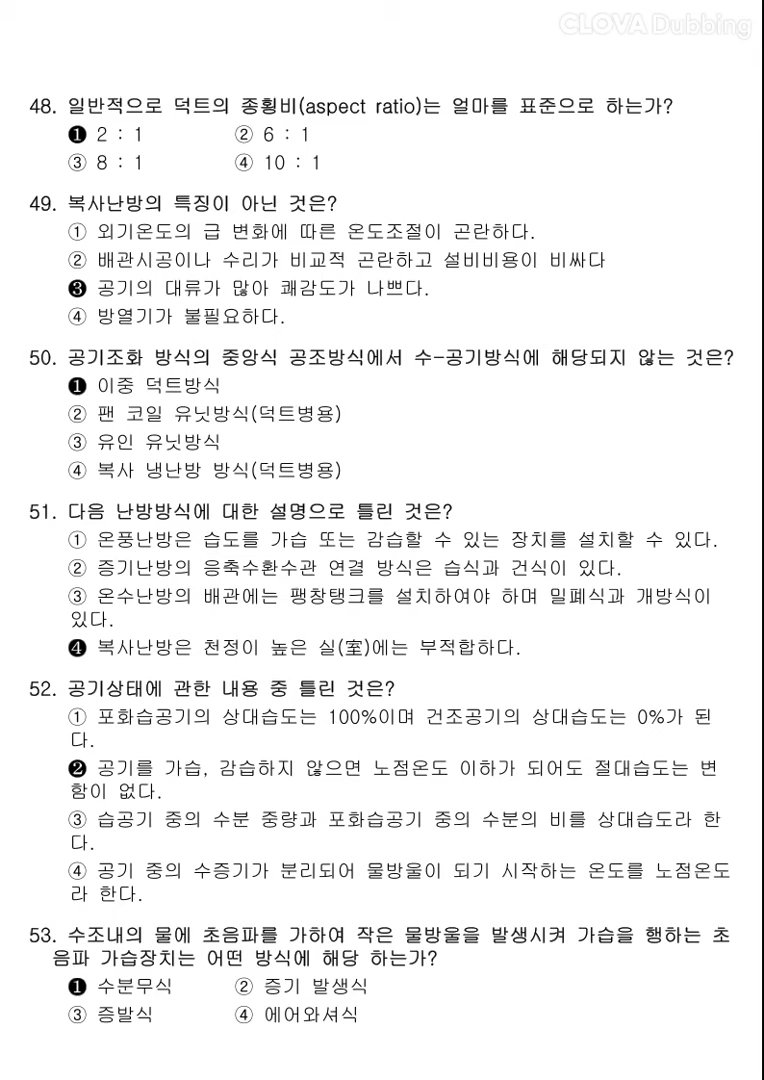 CLOVA Dubbing
48. 일반적으로 덕트의 종횡비(aspect ratio)는 얼마를 표준으로 하는가?
❶ 2 : 1 ② 6 : 1
③ 8 : 1 ④ 10 : 1
49. 복사난방의 특징이 아닌 것은?
① 외기온도의 급 변화에 따른 온도조절이 곤란하다.
② 배관시공이나 수리가 비교적 곤란하고 설비비용이 비싸다
❸ 공기의 대류가 많아 쾌감도가 나쁘다.
④ 방열기가 불필요하다.
50. 공기조화 방식의 중앙식 공조방식에서 수-공기방식에 해당되지 않는 것은?
❶ 이중 덕트방식
② 팬 코일 유닛방식(덕트병용)
③ 유인 유닛방식
④ 복사 냉난방 방식(덕트병용)
51. 다음 난방방식에 대한 설명으로 틀린 것은?
① 온풍난방은 습도를 가습 또는 감습할 수 있는 장치를 설치할 수 있다.
② 증기난방의 응축수환수관 연결 방식은 습식과 건식이 있다.
③ 온수난방의 배관에는 팽창탱크를 설치하여야 하며 밀폐식과 개방식이
있다.
❹ 복사난방은 천정이 높은 실(室)에는 부적합하다.
52. 공기상태에 관한 내용 중 틀린 것은?
① 포화습공기의 상대습도는 100%이며 건조공기의 상대습도는 0%가 된
다.
❷ 공기를 가습, 감습하지 않으면 노점온도 이하가 되어도 절대습도는 변
함이 없다.
③ 습공기 중의 수분 중량과 포화습공기 중의 수분의 비를 상대습도라 한
다.
④ 공기 중의 수증기가 분리되어 물방울이 되기 시작하는 온도를 노점온도
라 한다.
53. 수조내의 물에 초음파를 가하여 작은 물방울을 발생시켜 가습을 행하는 초
음파 가습장치는 어떤 방식에 해당 하는가?
❶ 수분무식 ② 증기 발생식
③ 증발식 ④ 에어와셔식